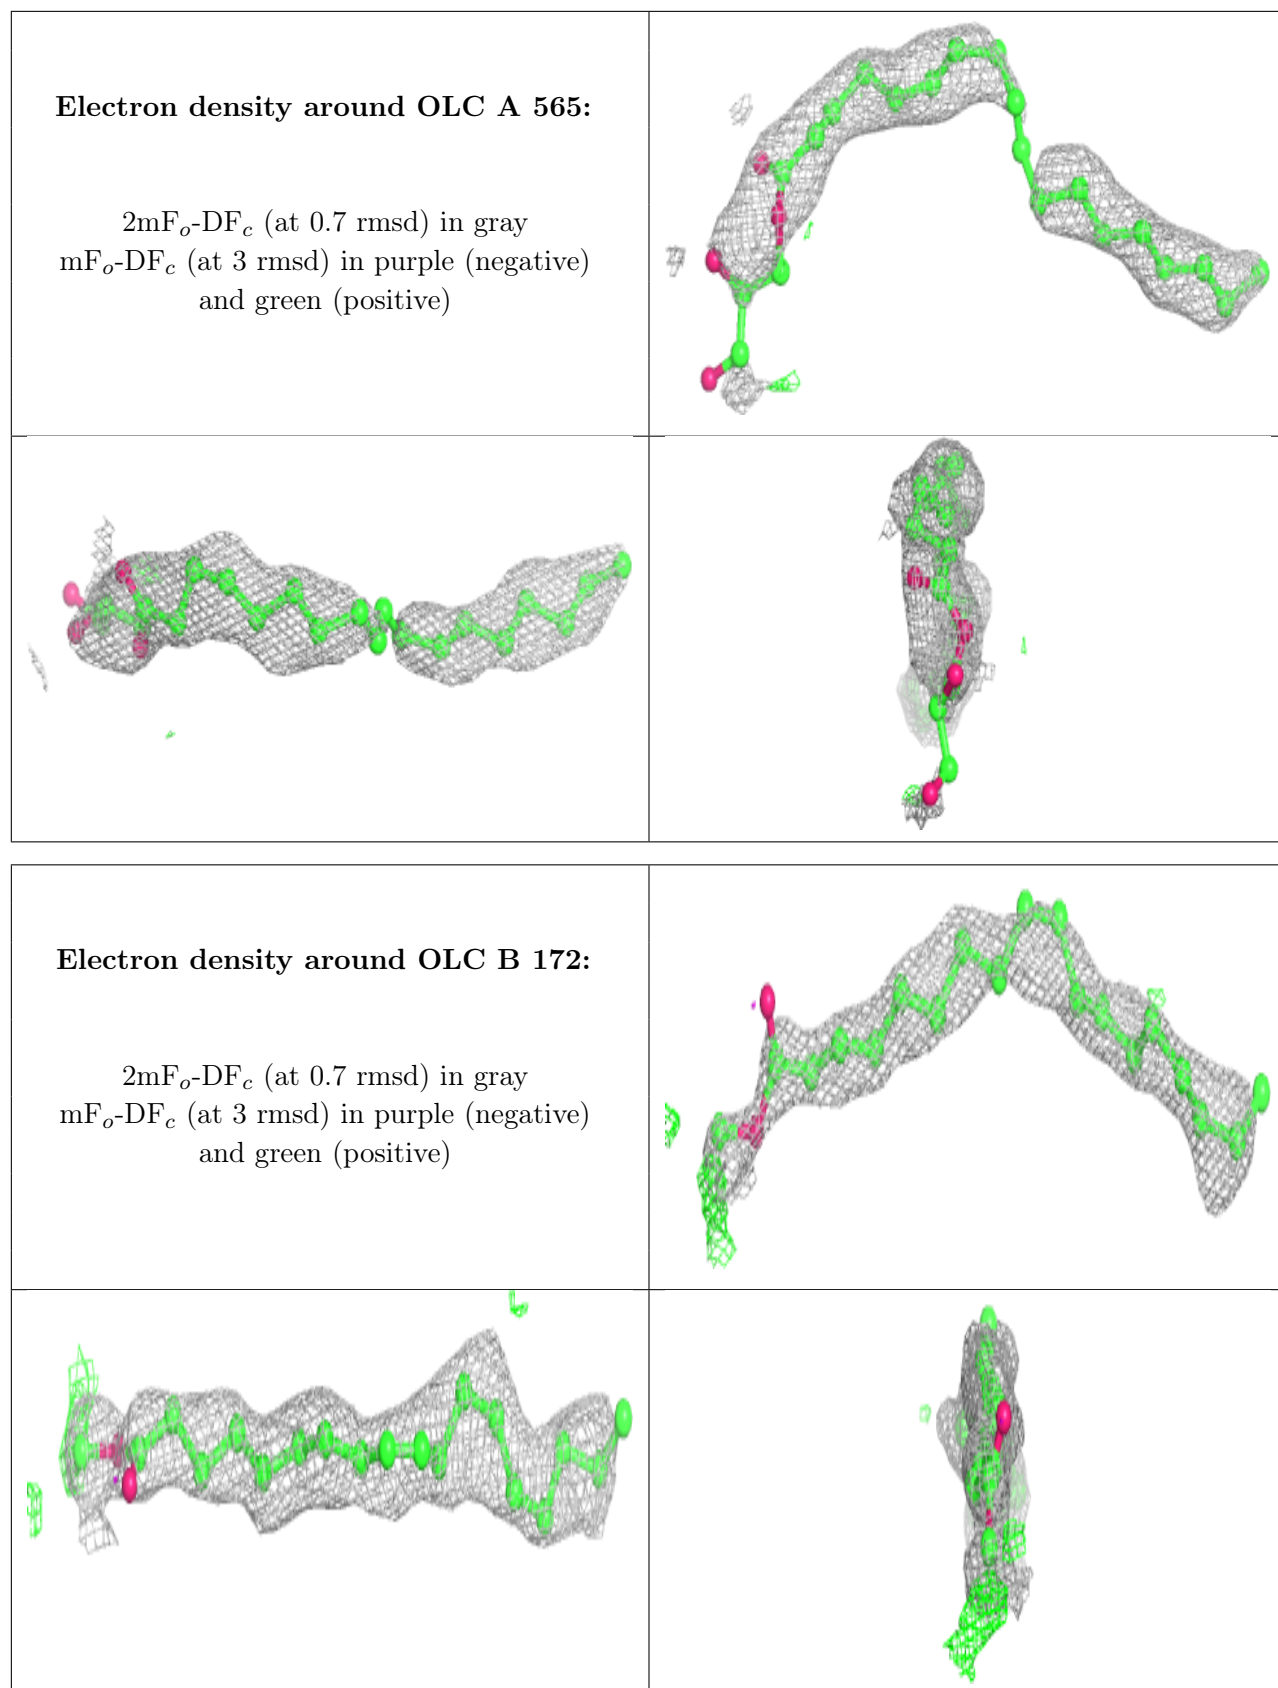 Electron density around OLC A 565:
2mFo-DFc (at 0.7 rmsd) in gray
mFo-DFc (at 3 rmsd) in purple (negative)
and green (positive)
Electron density around OLC B 172:
2mFo-DFc (at 0.7 rmsd) in gray
mFo-DFc (at 3 rmsd) in purple (negative)
and green (positive)